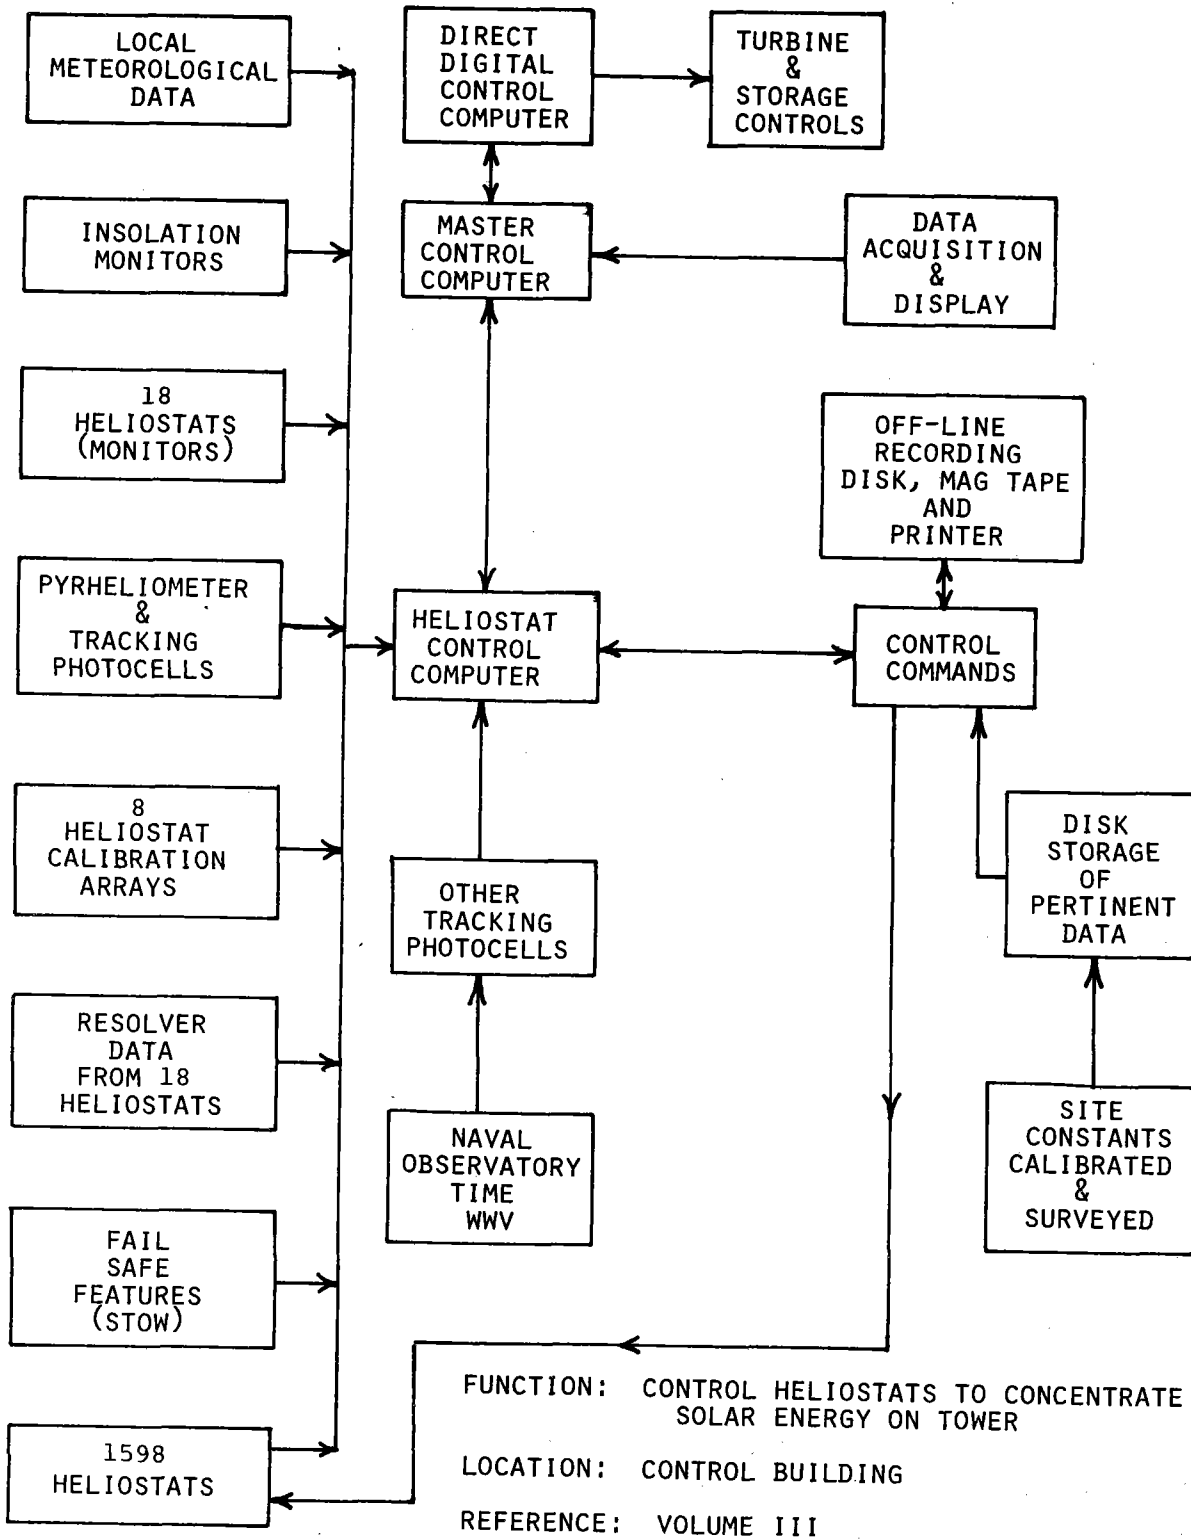 LOCAL
METEOROLOGICAL
DATA
DIRECT
DIGITAL
CONTROL
COMPUTER
TURBINE
&
STORAGE
CONTROLS
INSOLATION
MONITORS
MASTER
CONTROL
COMPUTER
DATA
ACQUISITION
&
DISPLAY
18
HELIOSTATS
(MONITORS)
OFF-LINE
RECORDING
DISK, MAG TAPE
AND
PRINTER
PYRHELIOMETER
&
TRACKING
PHOTOCELLS
HELIOSTAT
CONTROL
COMPUTER
CONTROL
COMMANDS
8
HELIOSTAT
CALIBRATION
ARRAYS
OTHER
TRACKING
PHOTOCELLS
DISK
STORAGE
OF
PERTINENT
DATA
RESOLVER
DATA
FROM 18
HELIOSTATS
NAVAL
OBSERVATORY
TIME
WWV
SITE
CONSTANTS
CALIBRATED
&
SURVEYED
FAIL
SAFE
FEATURES
(STOW)
1598
HELIOSTATS
FUNCTION: CONTROL HELIOSTATS TO CONCENTRATE
SOLAR ENERGY ON TOWER
LOCATION: CONTROL BUILDING
REFERENCE: VOLUME III